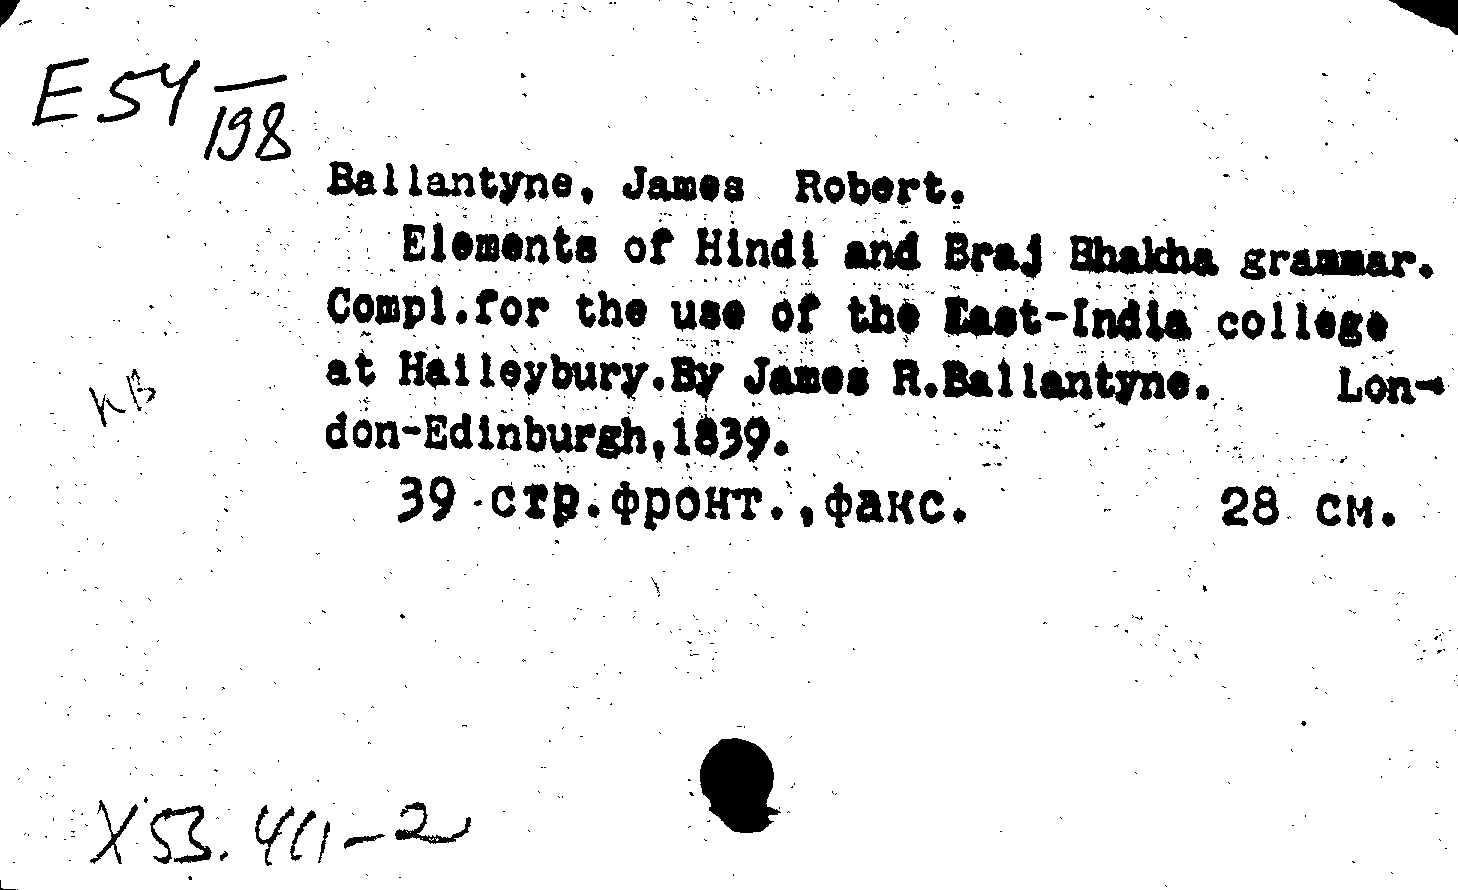 E 54/198
Ballantyne, James Robert.
Elements of Hindi and Braj Bhakha grammar.
Compl.for the use of the East-India college
at Haileybury.By James R.Ballantyne. Lon-
don-Edinburgh,1839.
39 стр.фронт.,факс. 28 см.
КВ
X 53. 411-2